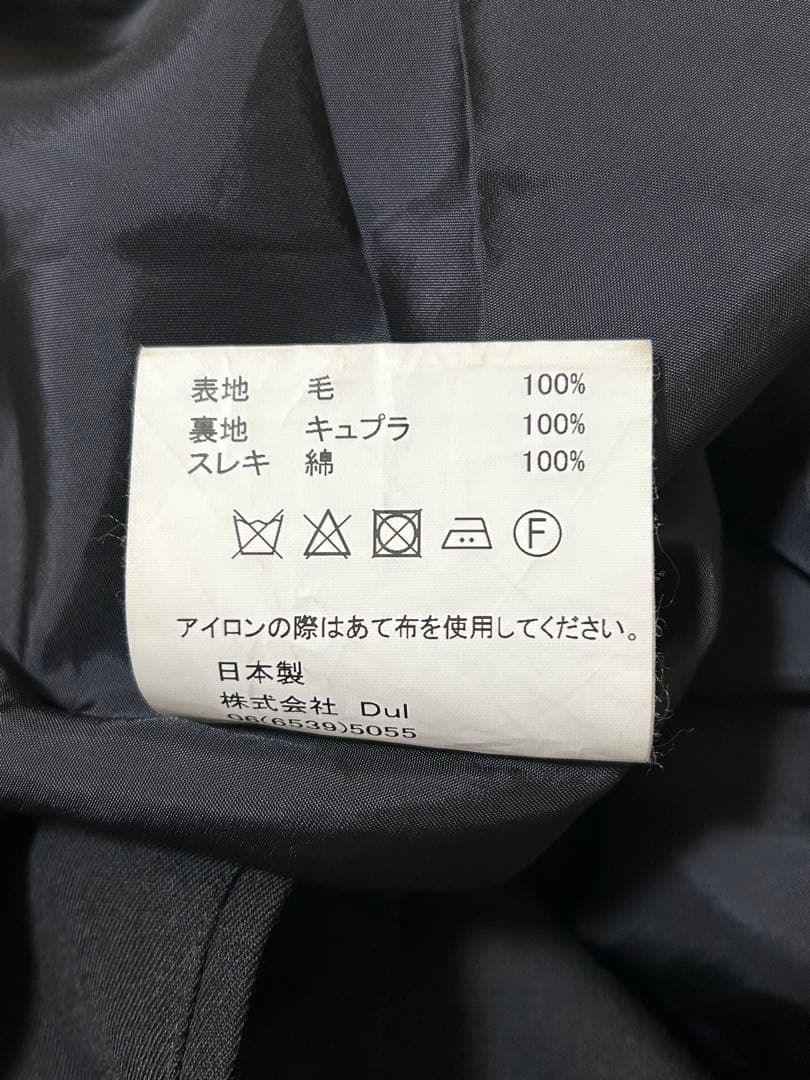 表地 毛 100%
裏地 キュプラ 100%
スレキ 綿 100%
F
アイロンの際はあて布を使用してください。
日本製
株式会社 Dul
06(6539)5055